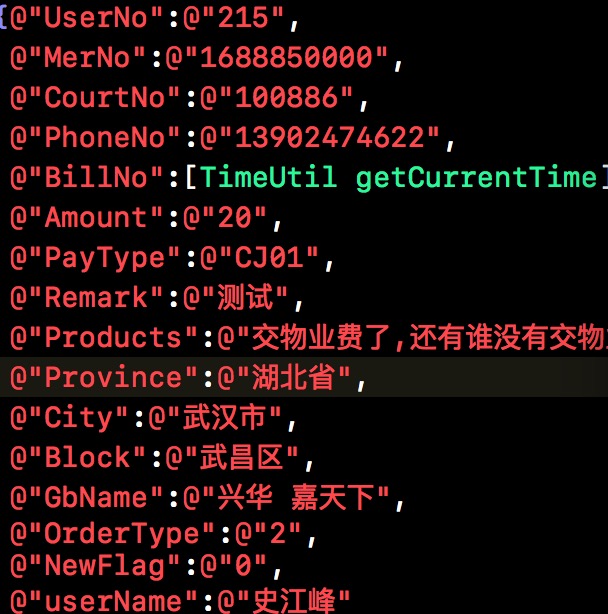 {@"UserNo":@"215",
@"MerNo":@"1688850000",
@"CourtNo":@"100886",
@"PhoneNo":@"13902474622",
@"BillNo":[TimeUtil getCurrentTime]
@"Amount":@"20",
@"PayType":@"CJ01",
@"Remark":@"测试",
@"Products":@"交物业费了,还有谁没有交物
@"Province":@"湖北省",
@"City":@"武汉市",
@"Block":@"武昌区",
@"GbName":@"兴华 嘉天下",
@"OrderType":@"2",
@"NewFlag":@"0",
@"userName":@"史江峰"